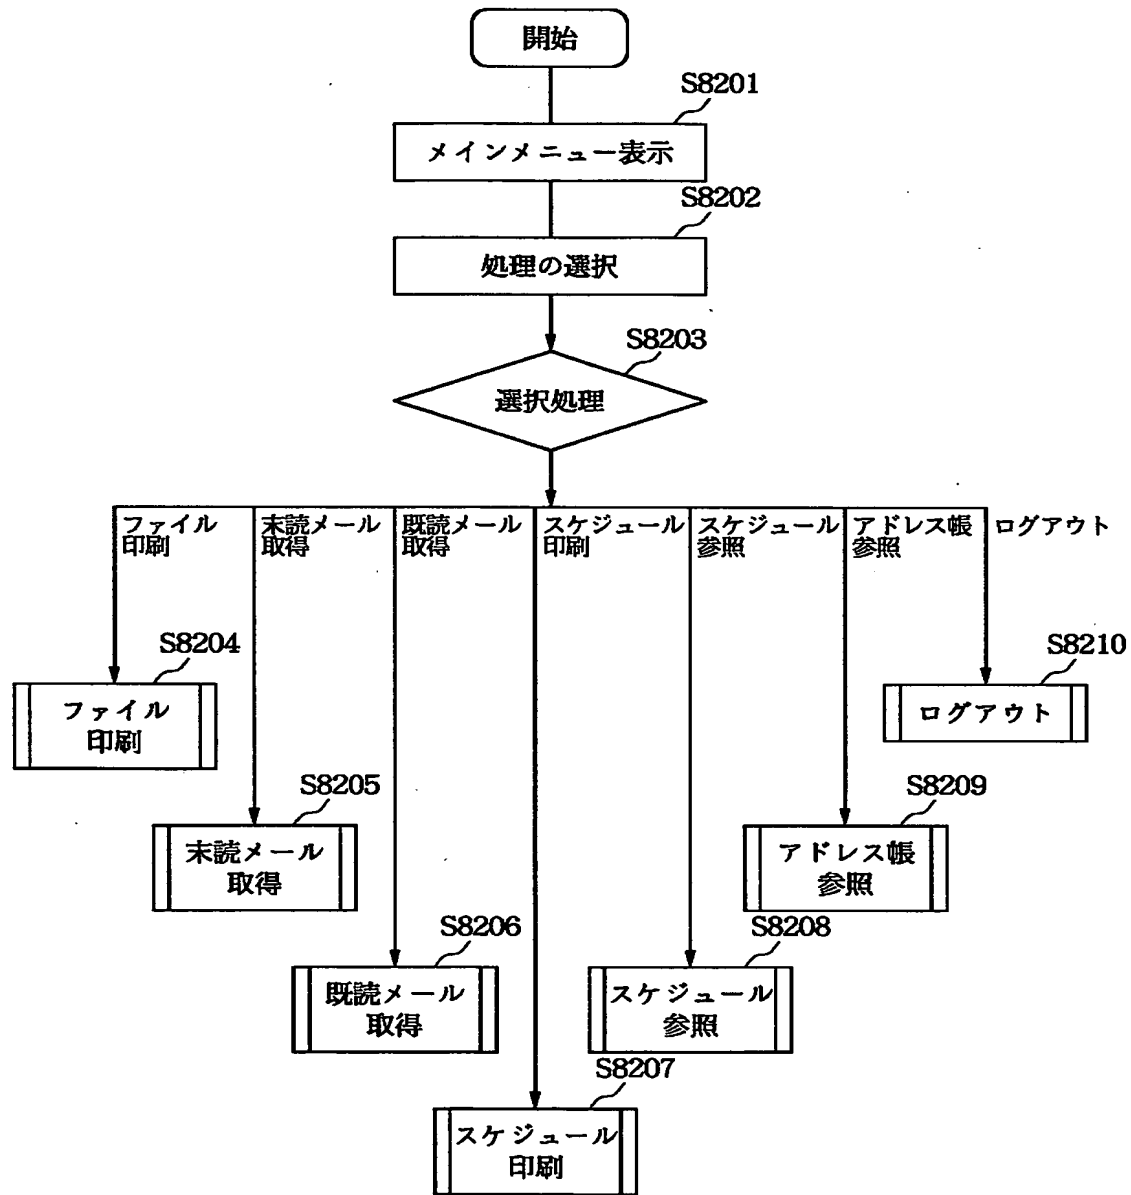 開始
S8201
メインメニュー表示
S8202
処理の選択
S8203
選択処理
ファイル
印刷
末読メール
取得
既読メール
取得
スケジュール
印刷
スケジュール
参照
アドレス帳
参照
ログアウト
S8204
ファイル
印刷
S8210
ログアウト
S8205
末読メール
取得
S8209
アドレス帳
参照
S8206
既読メール
取得
S8208
スケジュール
参照
S8207
スケジュール
印刷